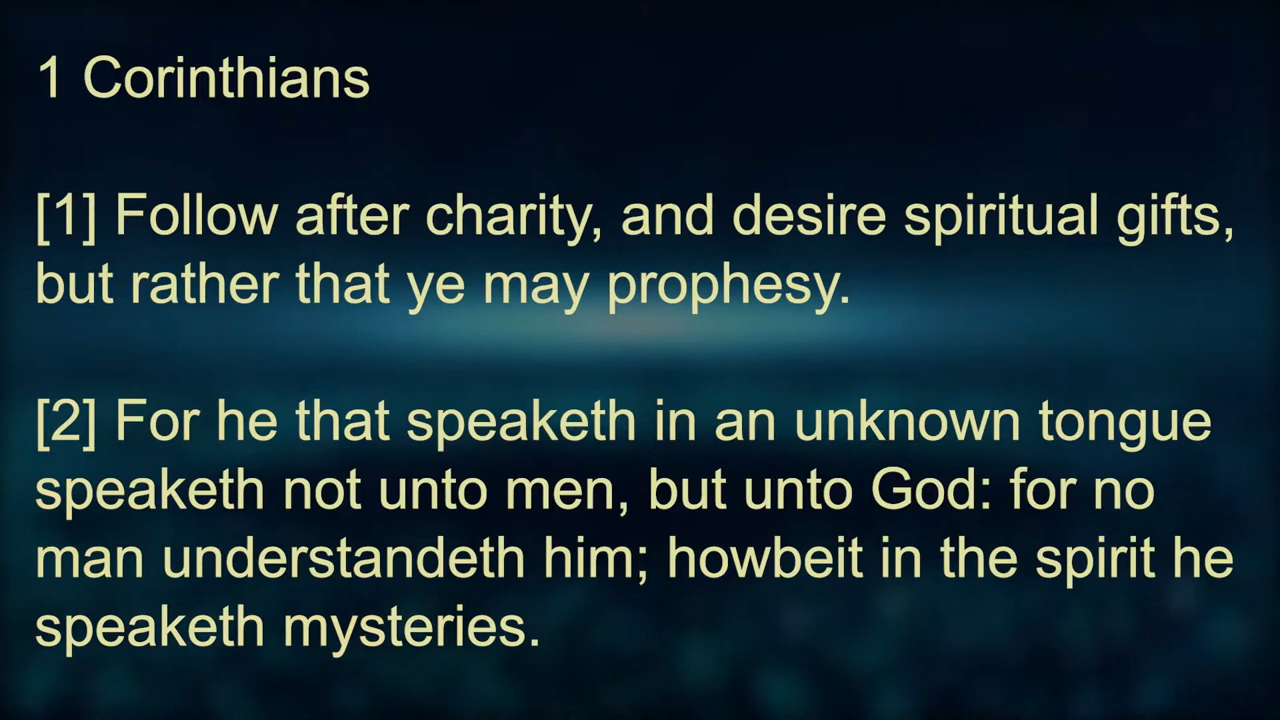 1 Corinthians
[1] Follow after charity, and desire spiritual gifts,
but rather that ye may prophesy.
[2] For he that speaketh in an unknown tongue
speaketh not unto men, but unto God: for no
man understandeth him; howbeit in the spirit he
speaketh mysteries.